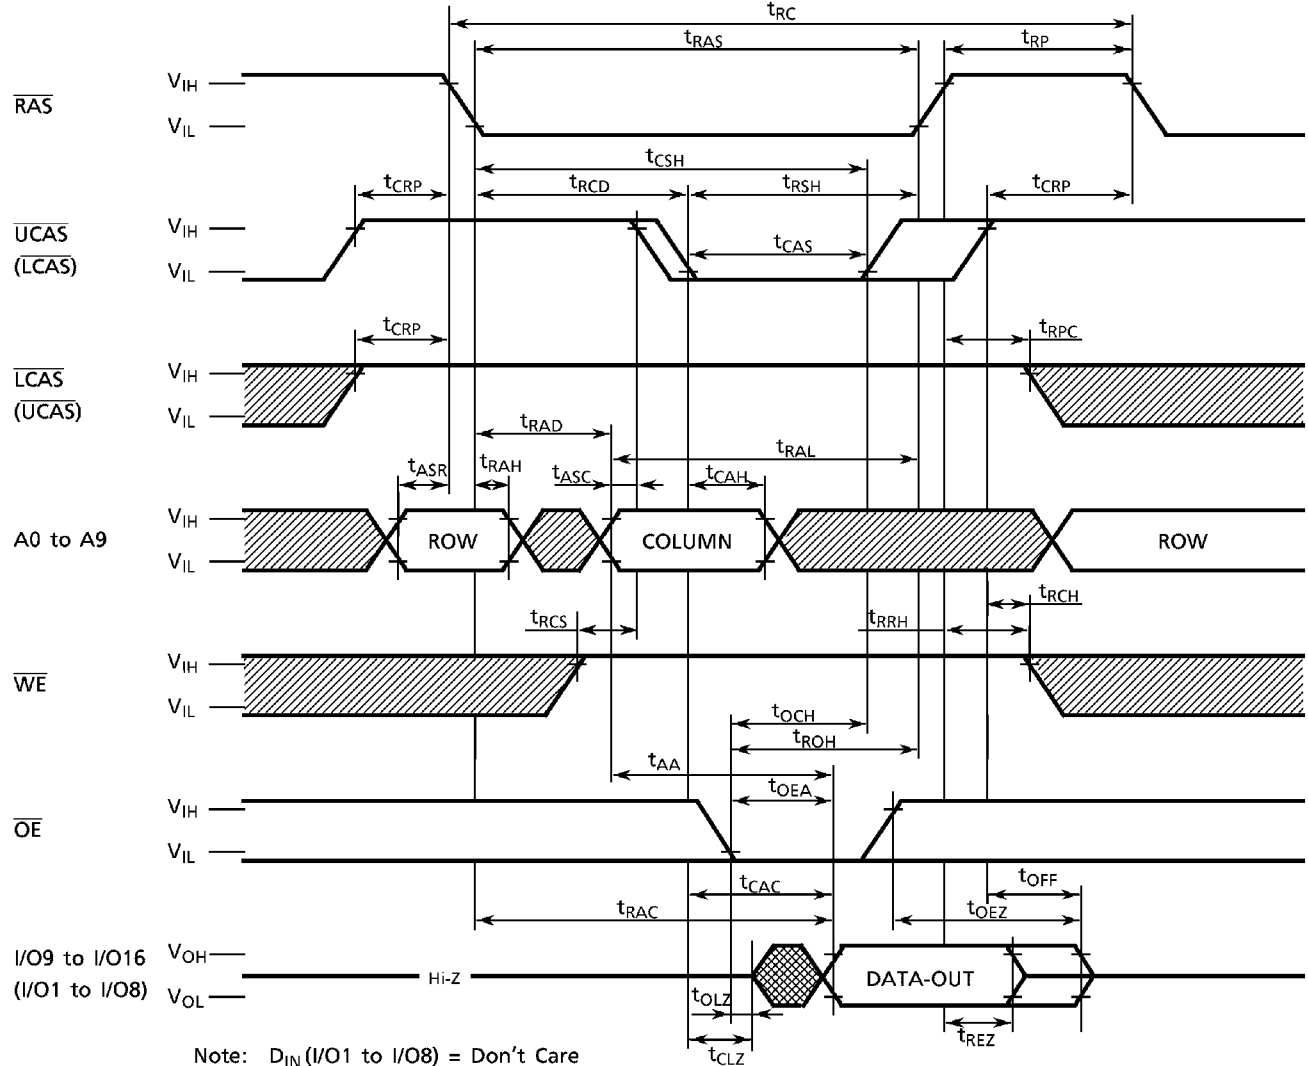 tRC
tRAS
tRP
RAS
VIH
VIL
tCSH
tCRP
tRCD
tRSH
tCRP
UCAS
(LCAS)
VIH
VIL
tCAS
tCRP
tRPC
LCAS
(UCAS)
VIH
VIL
tRAD
tRAL
tASR
tRAH
tASC
tCAH
A0 to A9
VIH
VIL
ROW
COLUMN
ROW
tRCH
tRCS
tRRH
WE
VIH
VIL
tOCH
tROH
tAA
tOEA
OE
VIH
VIL
tOFF
tCAC
tOEZ
tRAC
I/O9 to I/O16
(I/O1 to I/O8)
VOH
VOL
Hi-Z
DATA-OUT
tOLZ
tREZ
tCLZ
Note: DIN (I/O1 to I/O8) = Don't Care